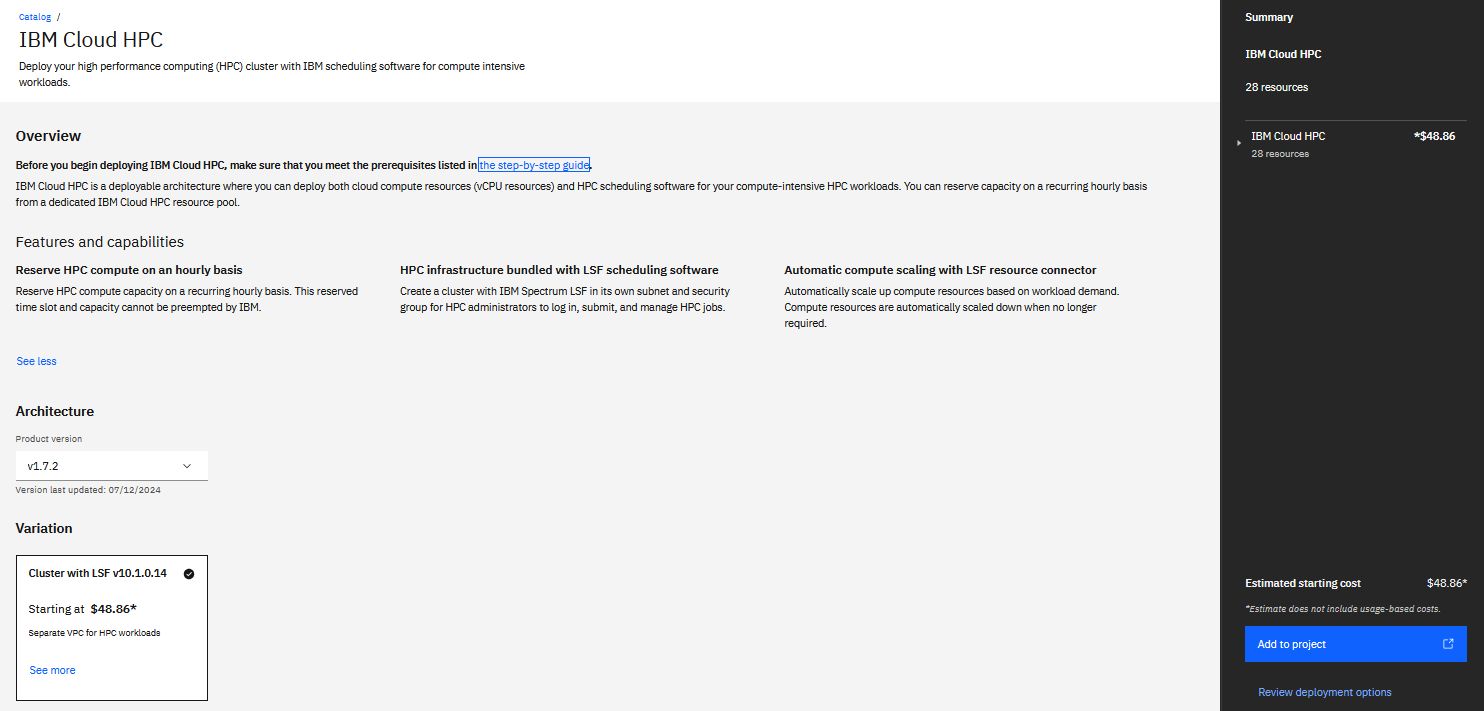 Catalog /
IBM Cloud HPC
Deploy your high performance computing (HPC) cluster with IBM scheduling software for compute intensive
workloads.
Overview
Before you begin deploying IBM Cloud HPC, make sure that you meet the prerequisites listed in the step-by-step guide.
IBM Cloud HPC is a deployable architecture where you can deploy both cloud compute resources (vCPU resources) and HPC scheduling software for your compute-intensive HPC workloads. You can reserve capacity on a recurring hourly basis
from a dedicated IBM Cloud HPC resource pool.
Features and capabilities
Reserve HPC compute on an hourly basis
Reserve HPC compute capacity on a recurring hourly basis. This reserved
time slot and capacity cannot be preempted by IBM.
HPC infrastructure bundled with LSF scheduling software
Create a cluster with IBM Spectrum LSF in its own subnet and security
group for HPC administrators to log in, submit, and manage HPC jobs.
Automatic compute scaling with LSF resource connector
Automatically scale up compute resources based on workload demand.
Compute resources are automatically scaled down when no longer
required.
See less
Architecture
Product version
v1.7.2
Version last updated: 07/12/2024
Variation
Cluster with LSF v10.1.0.14
Starting at $48.86*
Separate VPC for HPC workloads
See more
Summary
IBM Cloud HPC
28 resources
IBM Cloud HPC *$48.86
28 resources
Estimated starting cost $48.86*
*Estimate does not include usage-based costs.
Add to project
Review deployment options